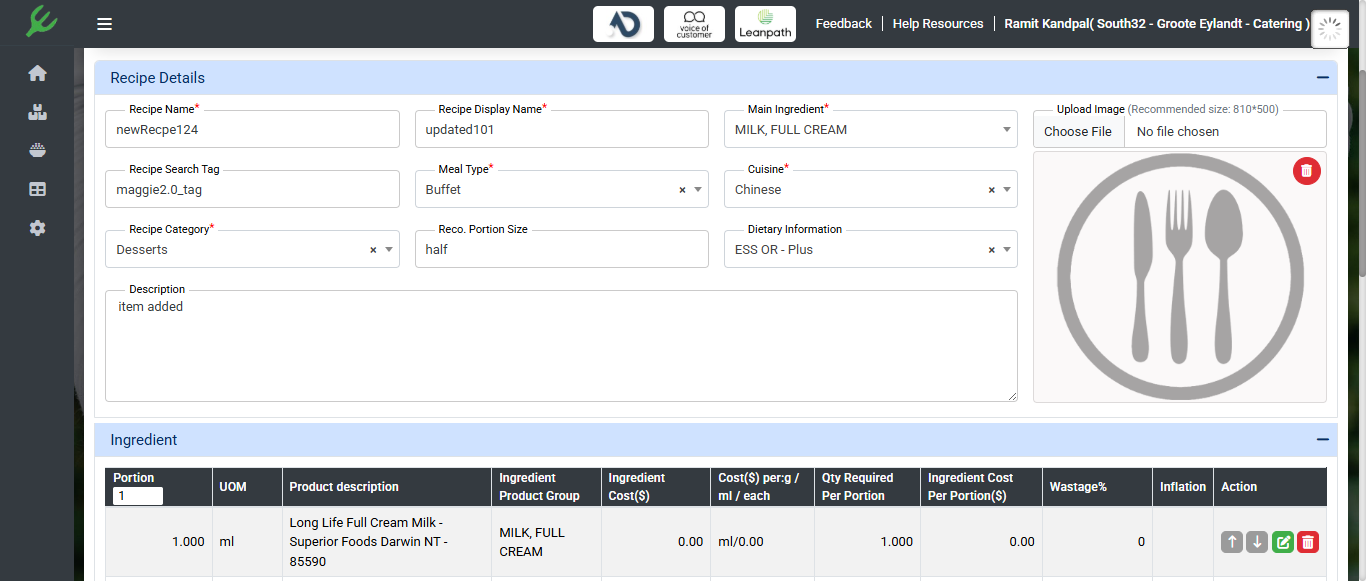 voice of
customer
Leanpath
Feedback
Help Resources
Ramit Kandpal( South32 - Groote Eylandt - Catering )
Recipe Details
Recipe Name*
newRecpe124
Recipe Display Name*
updated101
Main Ingredient*
MILK, FULL CREAM
Upload Image (Recommended size: 810*500)
Choose File
No file chosen
Recipe Search Tag
maggie2.0_tag
Meal Type*
Buffet
Cuisine*
Chinese
Recipe Category*
Desserts
Reco. Portion Size
half
Dietary Information
ESS OR - Plus
Description
item added
Ingredient
Portion
1
UOM
Product description
Ingredient
Product Group
Ingredient
Cost($)
Cost($) per:g /
ml / each
Qty Required
Per Portion
Ingredient Cost
Per Portion($)
Wastage%
Inflation
Action
1.000
ml
Long Life Full Cream Milk -
Superior Foods Darwin NT -
85590
MILK, FULL
CREAM
0.00
ml/0.00
1.000
0.00
0